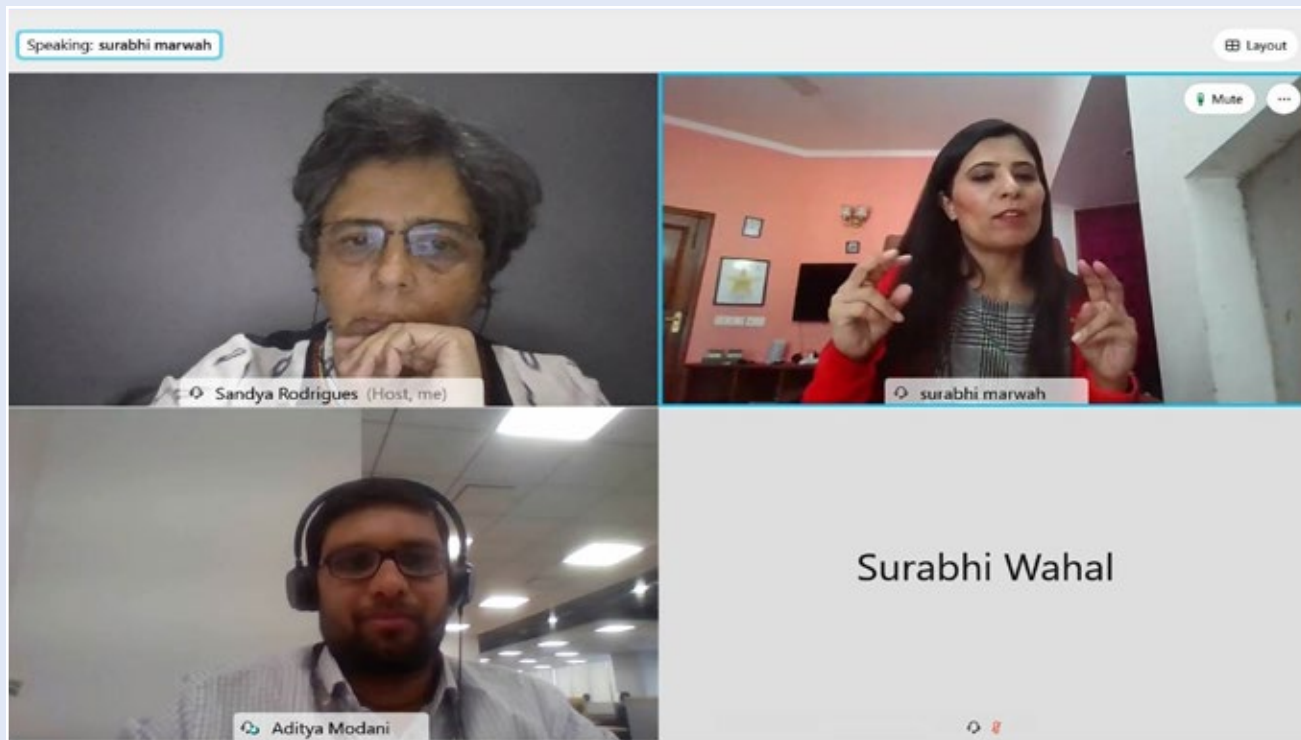 Speaking: surabhi marwah
Layout
Mute
Sandya Rodrigues (Host, me)
surabhi marwah
Surabhi Wahal
Aditya Modani